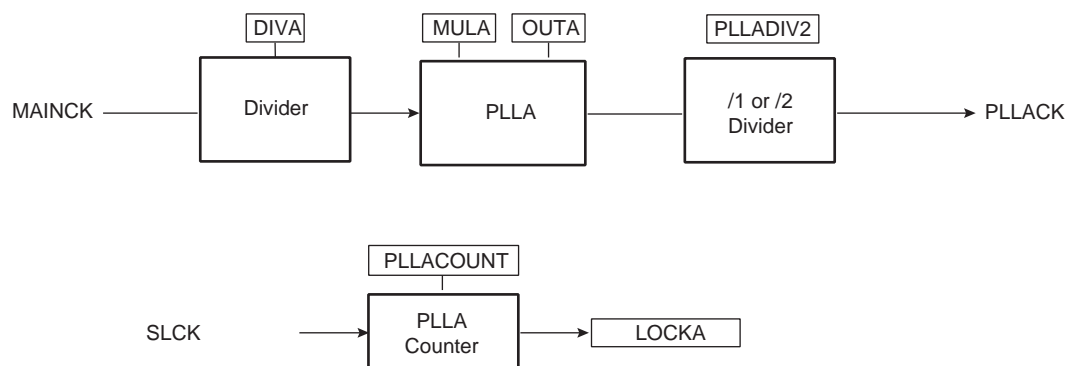 DIVA
MULA
OUTA
PLLADIV2
MAINCK
Divider
PLLA
/1 or /2
Divider
PLLACK
PLLACOUNT
SLCK
PLLA
Counter
LOCKA